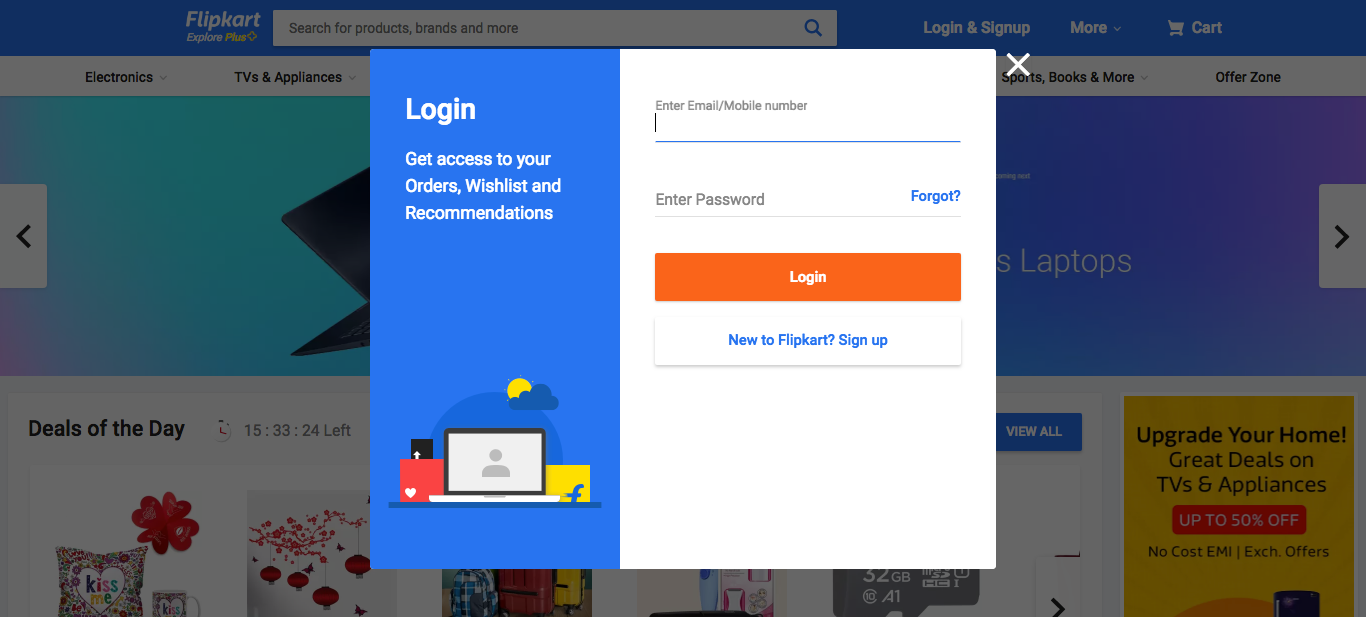 Flipkart
Explore Plus
Search for products, brands and more
Login & Signup
More
Cart
Electronics
TVs & Appliances
Sports, Books & More
Offer Zone
Login
Get access to your
Orders, Wishlist and
Recommendations
Enter Email/Mobile number
Enter Password
Forgot?
Login
New to Flipkart? Sign up
s Laptops
Deals of the Day
15 : 33 : 24 Left
VIEW ALL
Upgrade Your Home!
Great Deals on
TVs & Appliances
UP TO 50% OFF
No Cost EMI | Exch. Offers
kiss
me
32GB
A1